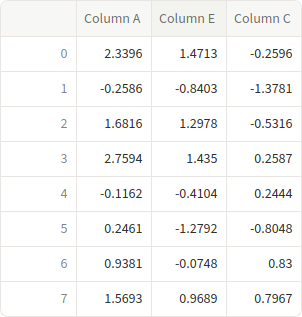 Column A Column E Column C
0 2.3396 1.4713 -0.2596
1 -0.2586 -0.8403 -1.3781
2 1.6816 1.2978 -0.5316
3 2.7594 1.435 0.2587
4 -0.1162 -0.4104 0.2444
5 0.2461 -1.2792 -0.8048
6 0.9381 -0.0748 0.83
7 1.5693 0.9689 0.7967